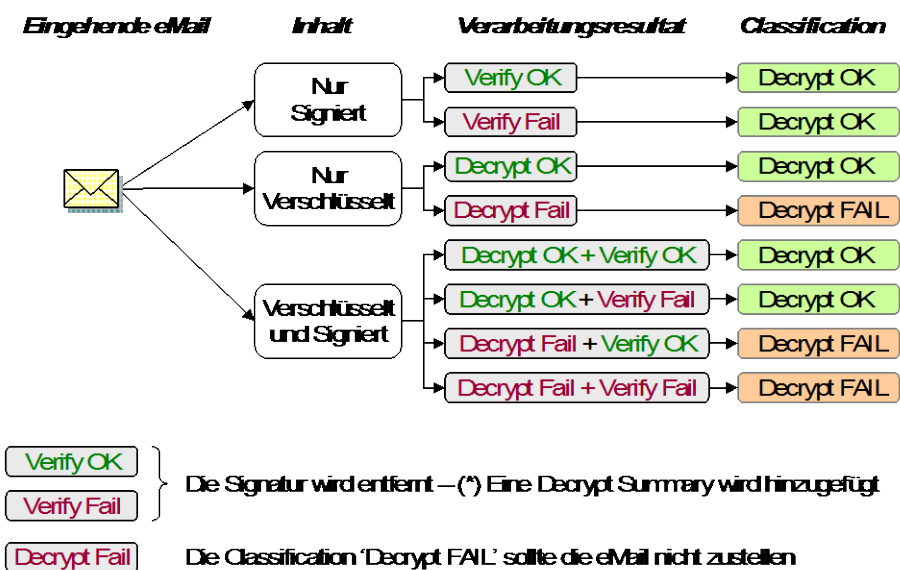 Eingehende eMail Inhalt Verarbeitungsresultat Classification
Nur
Signiert
Verify OK Decrypt OK
Verify Fail Decrypt OK
Nur
Verschlüsselt
Decrypt OK Decrypt OK
Decrypt Fail Decrypt FAIL
Verschlüsselt
und Signiert
Decrypt OK + Verify OK Decrypt OK
Decrypt OK + Verify Fail Decrypt OK
Decrypt Fail + Verify OK Decrypt FAIL
Decrypt Fail + Verify Fail Decrypt FAIL
Verify OK
Verify Fail
Die Signatur wird entfernt – (*) Eine Decrypt Summary wird hinzugefügt
Decrypt Fail Die Classification ‘Decrypt FAIL’ sollte die eMail nicht zustellen